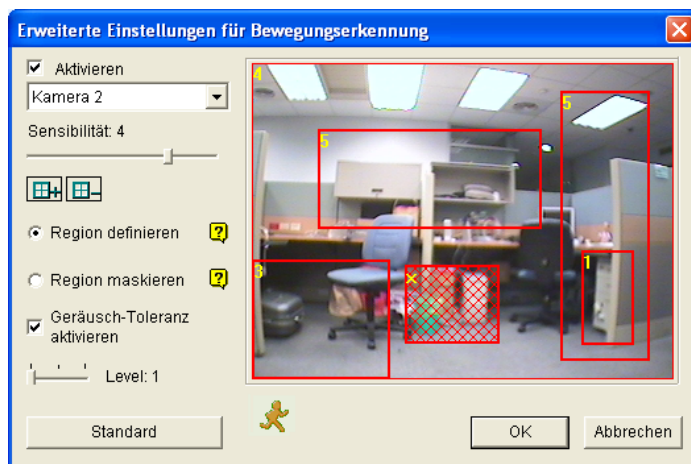 Erweiterte Einstellungen für Bewegungserkennung
Aktivieren
Kamera 2
Sensibilität: 4
Region definieren
?
Region maskieren
?
Geräusch-Toleranz
aktivieren
Level: 1
Standard
4
5
5
3
1
OK
Abbrechen